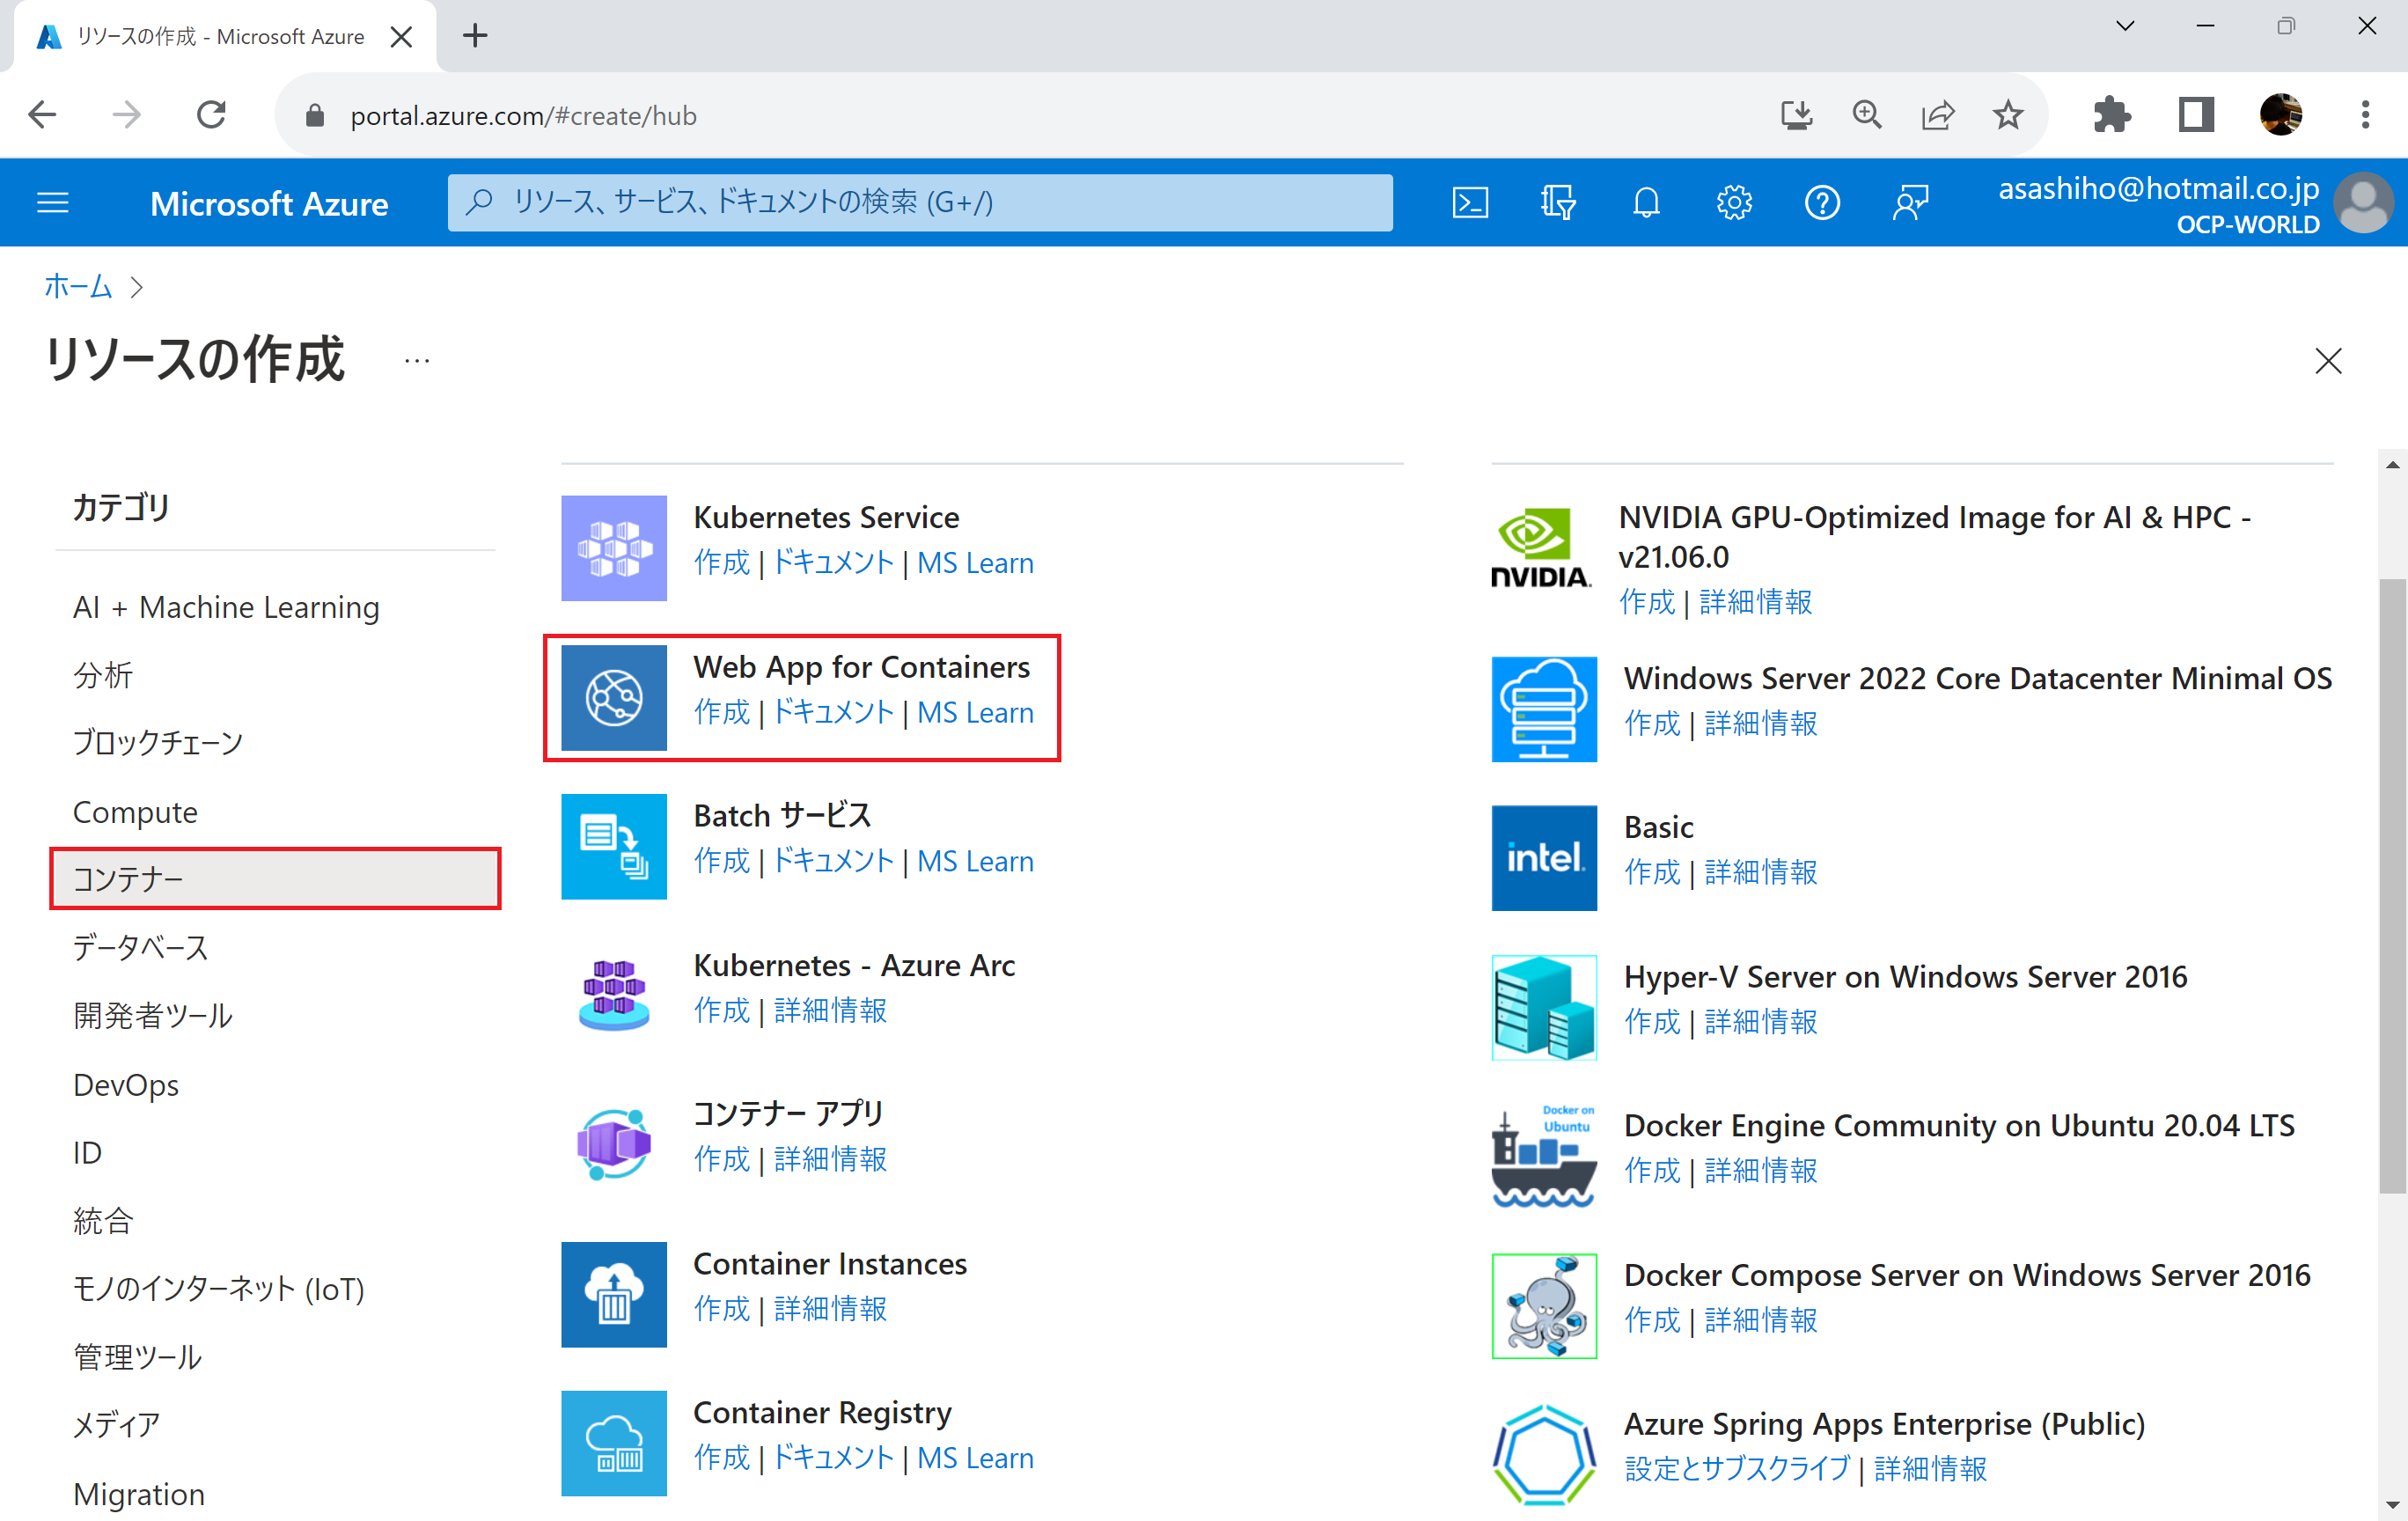 リソースの作成 - Microsoft Azure
portal.azure.com/#create/hub
Microsoft Azure
リソース、サービス、ドキュメントの検索 (G+/)
asashiho@hotmail.co.jp
OCP-WORLD
ホーム
リソースの作成
カテゴリ
AI + Machine Learning
分析
ブロックチェーン
Compute
コンテナー
データベース
開発者ツール
DevOps
ID
統合
モノのインターネット (IoT)
管理ツール
メディア
Migration
Kubernetes Service
作成 | ドキュメント | MS Learn
Web App for Containers
作成 | ドキュメント | MS Learn
Batch サービス
作成 | ドキュメント | MS Learn
Kubernetes - Azure Arc
作成 | 詳細情報
コンテナー アプリ
作成 | 詳細情報
Container Instances
作成 | 詳細情報
Container Registry
作成 | ドキュメント | MS Learn
NVIDIA.
NVIDIA GPU-Optimized Image for AI & HPC -
v21.06.0
作成 | 詳細情報
Windows Server 2022 Core Datacenter Minimal OS
作成 | 詳細情報
intel.
Basic
作成 | 詳細情報
Hyper-V Server on Windows Server 2016
作成 | 詳細情報
Docker on
Ubuntu
Docker Engine Community on Ubuntu 20.04 LTS
作成 | 詳細情報
Docker Compose Server on Windows Server 2016
作成 | 詳細情報
Azure Spring Apps Enterprise (Public)
設定とサブスクライブ | 詳細情報